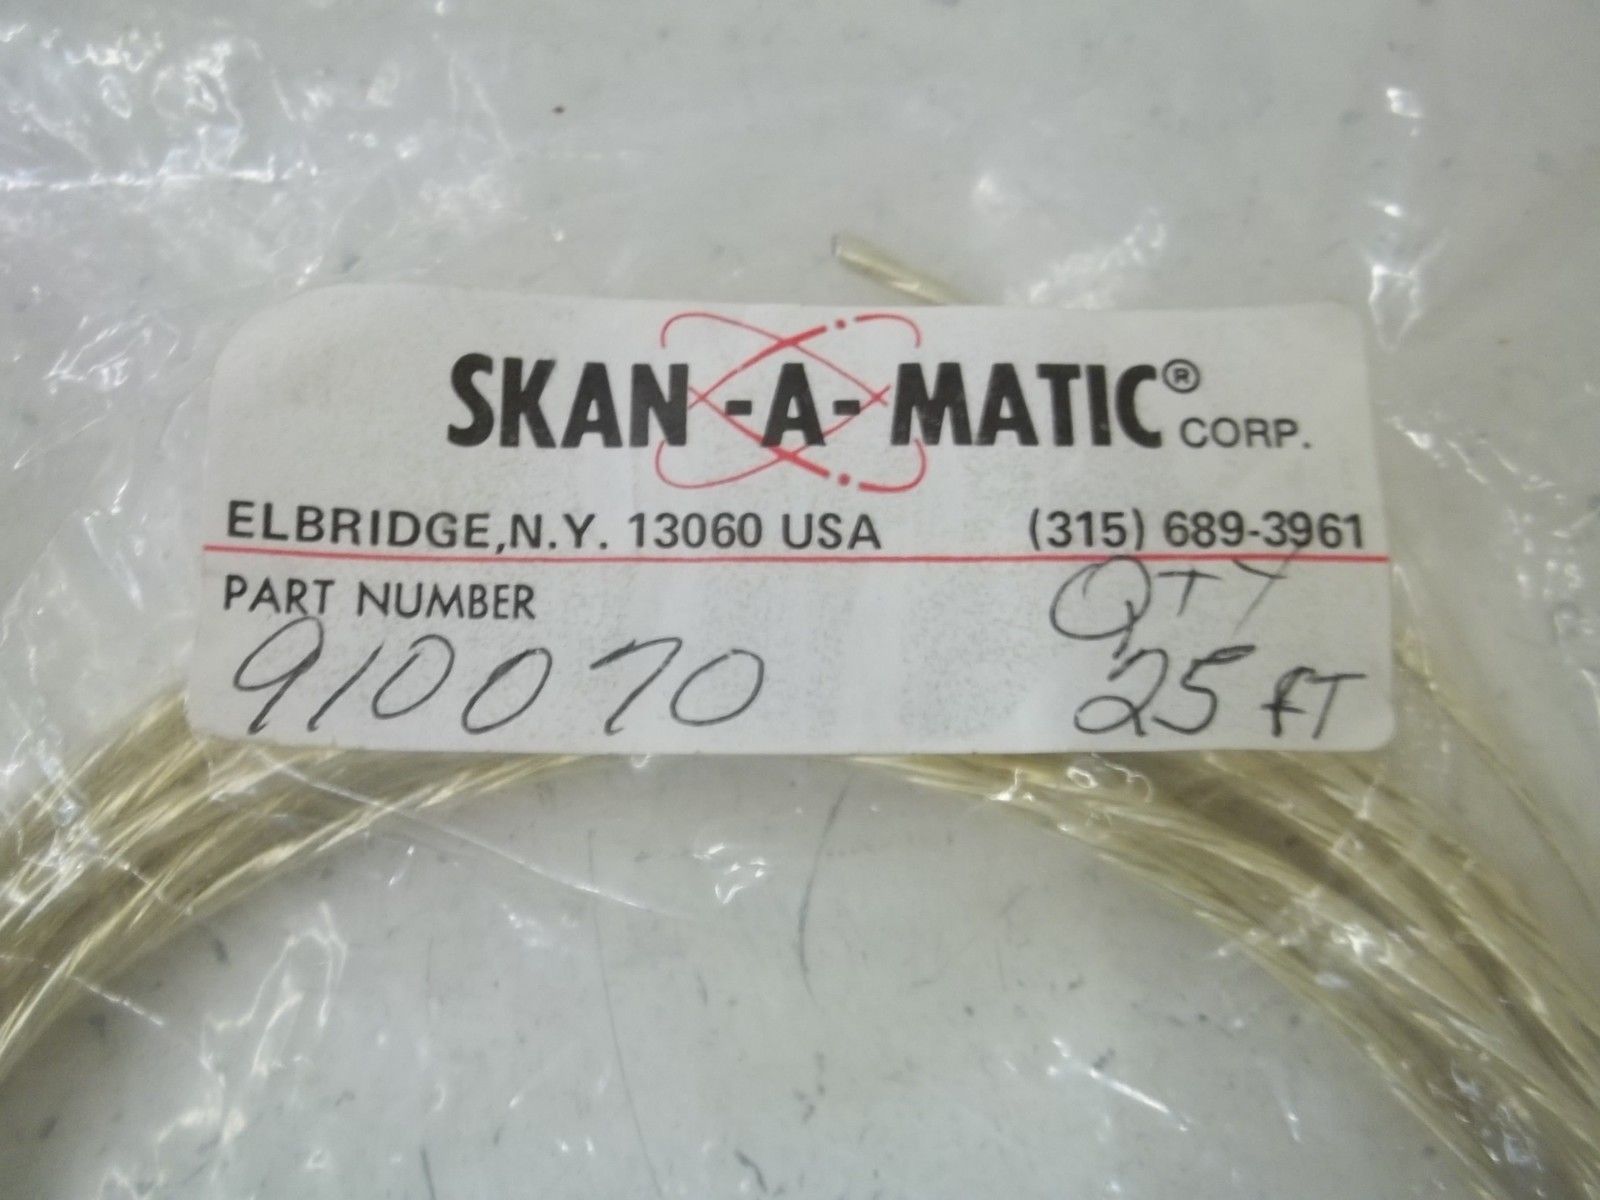 SKAN-A-MATIC® CORP.
ELBRIDGE, N.Y. 13060 USA (315) 689-3961
PART NUMBER QTY
910070 25 FT